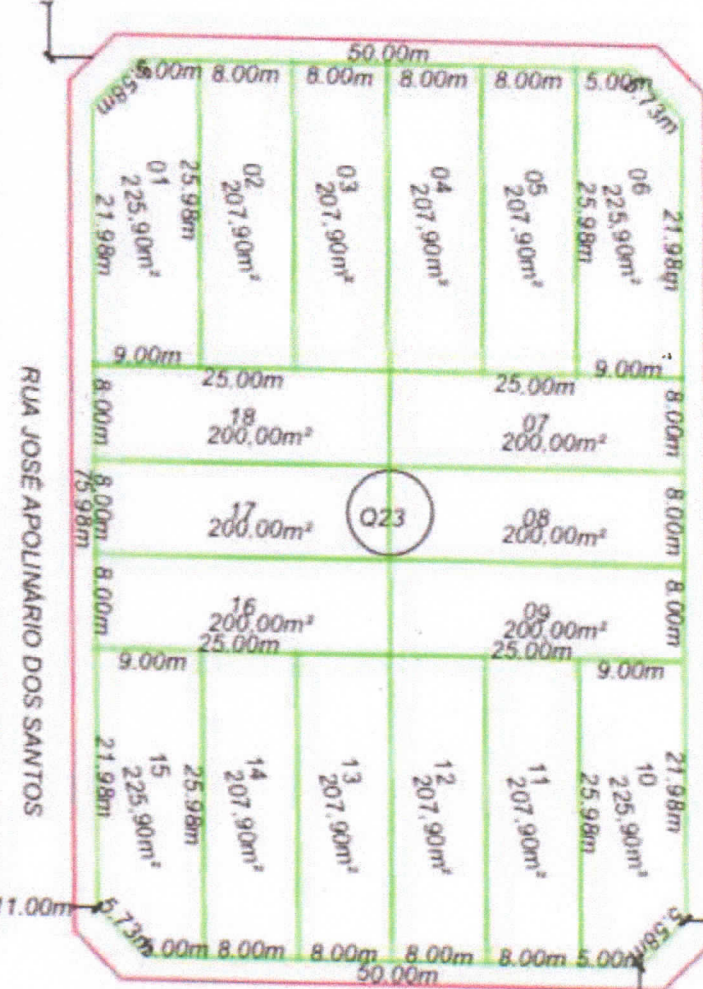 50.00m
5.58m 5.00m 8.00m 8.00m 8.00m 8.00m 5.00m 5.73m
01
225,90m²
21.98m
25.98m
02
207,90m²
03
207,90m²
04
207,90m²
05
207,90m²
25.98m
06
225,90m²
21.98m
9.00m
9.00m
25.00m
25.00m
8.00m
18
200,00m²
07
200,00m²
8.00m
8.00m
75.98m
17
200,00m²
Q23
08
200,00m²
8.00m
8.00m
16
200,00m²
25.00m
09
200,00m²
25.00m
8.00m
9.00m
9.00m
RUA JOSÉ APOLINÁRIO DOS SANTOS
21.98m
15
225,90m²
25.98m
14
207,90m²
13
207,90m²
12
207,90m²
11
207,90m²
25.98m
10
225,90m²
21.98m
11.00m
5.73m 5.00m 8.00m 8.00m 8.00m 8.00m 5.00m 5.58m
50.00m